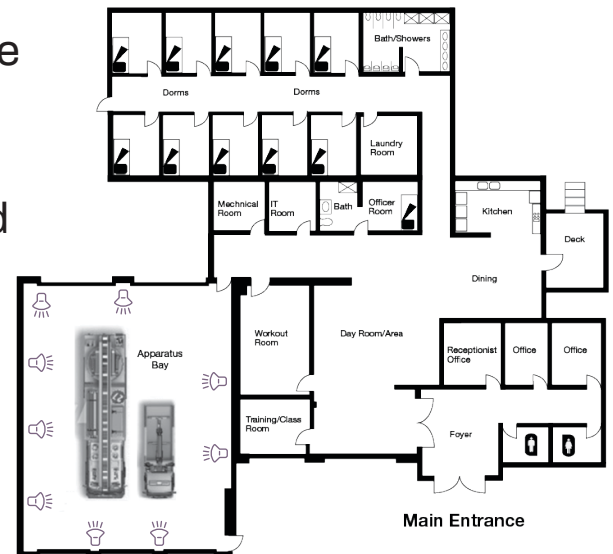 e
d
Bath/Showers
Dorms
Dorms
Laundry
Room
Mechnical
Room
IT
Room
Bath
Officer
Room
Kitchen
Deck
Dining
Apparatus
Bay
Workout
Room
Day Room/Area
Receptionist
Office
Office
Office
Training/Class
Room
Foyer
Main Entrance